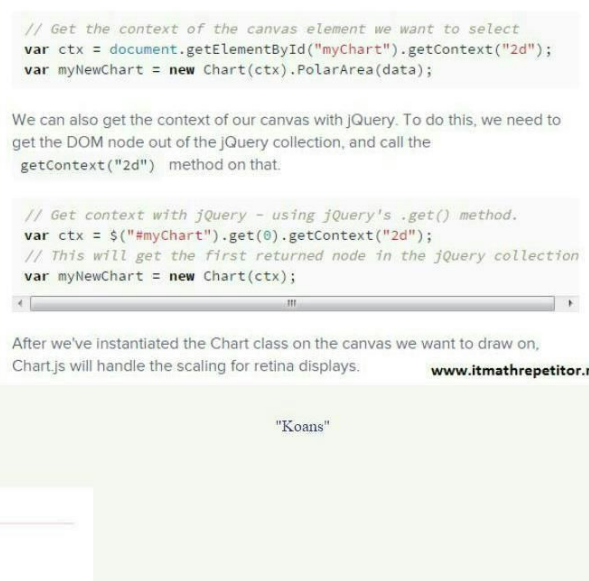 // Get the context of the canvas element we want to select
var ctx = document.getElementById("myChart").getContext("2d");
var myNewChart = new Chart(ctx).PolarArea(data);
We can also get the context of our canvas with jQuery. To do this, we need to
get the DOM node out of the jQuery collection, and call the
getContext("2d") method on that.
// Get context with jQuery - using jQuery's .get() method.
var ctx = $("#myChart").get(0).getContext("2d");
// This will get the first returned node in the jQuery collection
var myNewChart = new Chart(ctx);
After we've instantiated the Chart class on the canvas we want to draw on,
Chart.js will handle the scaling for retina displays.
www.itmathrepetitor.r
"Koans"